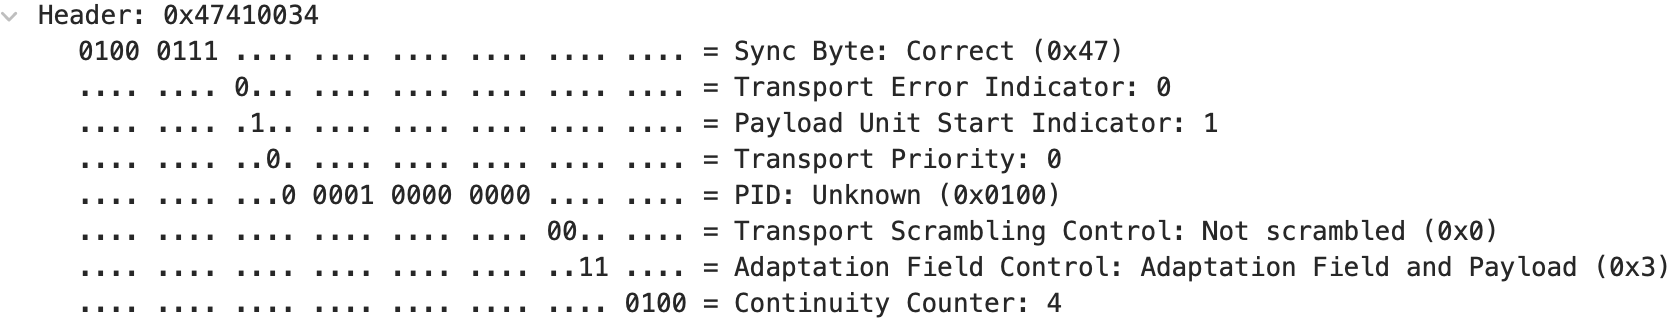 Header: 0x47410034
0100 0111 .... .... .... .... .... .... = Sync Byte: Correct (0x47)
.... .... 0... .... .... .... .... .... = Transport Error Indicator: 0
.... .... .1.. .... .... .... .... .... = Payload Unit Start Indicator: 1
.... .... ..0. .... .... .... .... .... = Transport Priority: 0
.... .... ...0 0001 0000 0000 .... .... = PID: Unknown (0x0100)
.... .... .... .... .... .... 00.. .... = Transport Scrambling Control: Not scrambled (0x0)
.... .... .... .... .... .... ..11 .... = Adaptation Field Control: Adaptation Field and Payload (0x3)
.... .... .... .... .... .... .... 0100 = Continuity Counter: 4